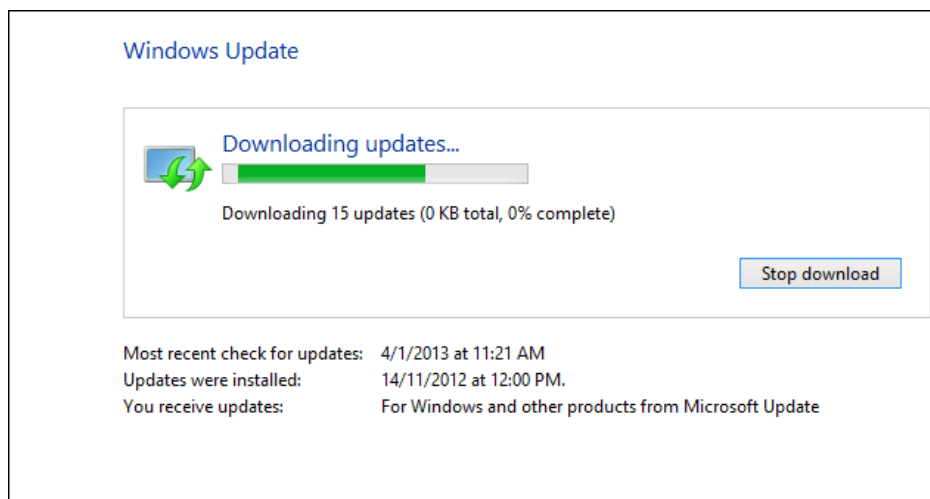 Windows Update
Downloading updates...
Downloading 15 updates (0 KB total, 0% complete)
Stop download
Most recent check for updates: 4/1/2013 at 11:21 AM
Updates were installed: 14/11/2012 at 12:00 PM.
You receive updates: For Windows and other products from Microsoft Update